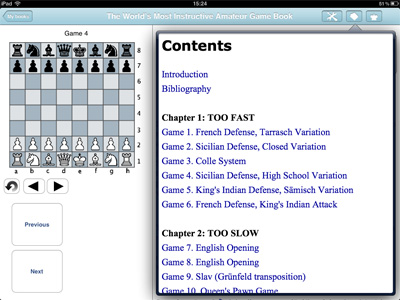 iPad
15:24
81 %
My books
The World's Most Instructive Amateur Game Book
Game 4
8
7
6
5
4
3
2
1
a b c d e f g h
Previous
Next
Contents
Introduction
Bibliography
Chapter 1: TOO FAST
Game 1. French Defense, Tarrasch Variation
Game 2. Sicilian Defense, Closed Variation
Game 3. Colle System
Game 4. Sicilian Defense, High School Variation
Game 5. King's Indian Defense, Sämisch Variation
Game 6. French Defense, King's Indian Attack
Chapter 2: TOO SLOW
Game 7. English Opening
Game 8. English Opening
Game 9. Slav (Grünfeld transposition)
Game 10. Queen's Pawn Game